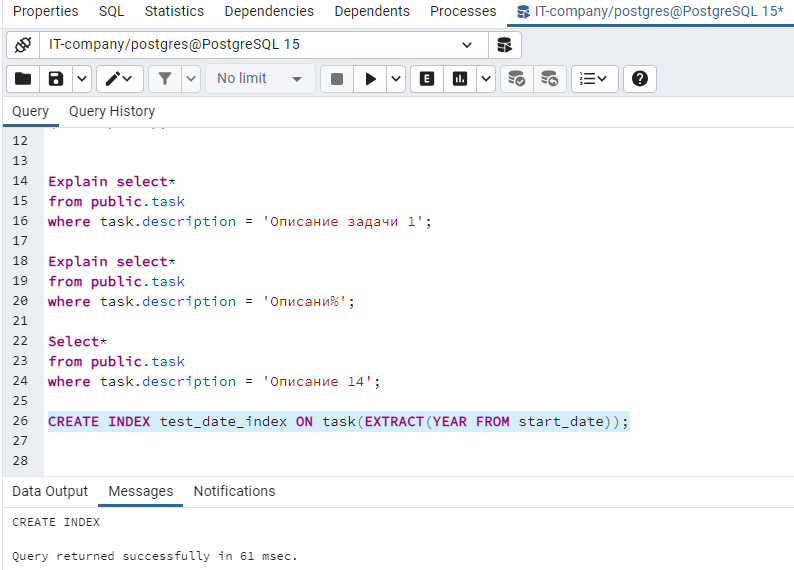 Properties SQL Statistics Dependencies Dependents Processes IT-company/postgres@PostgreSQL 15*
IT-company/postgres@PostgreSQL 15
No limit E
Query Query History
12
13
14 Explain select*
15 from public.task
16 where task.description = 'Описание задачи 1';
17
18 Explain select*
19 from public.task
20 where task.description = 'Описани%';
21
22 Select*
23 from public.task
24 where task.description = 'Описание 14';
25
26 CREATE INDEX test_date_index ON task(EXTRACT(YEAR FROM start_date));
27
28
Data Output Messages Notifications
CREATE INDEX
Query returned successfully in 61 msec.